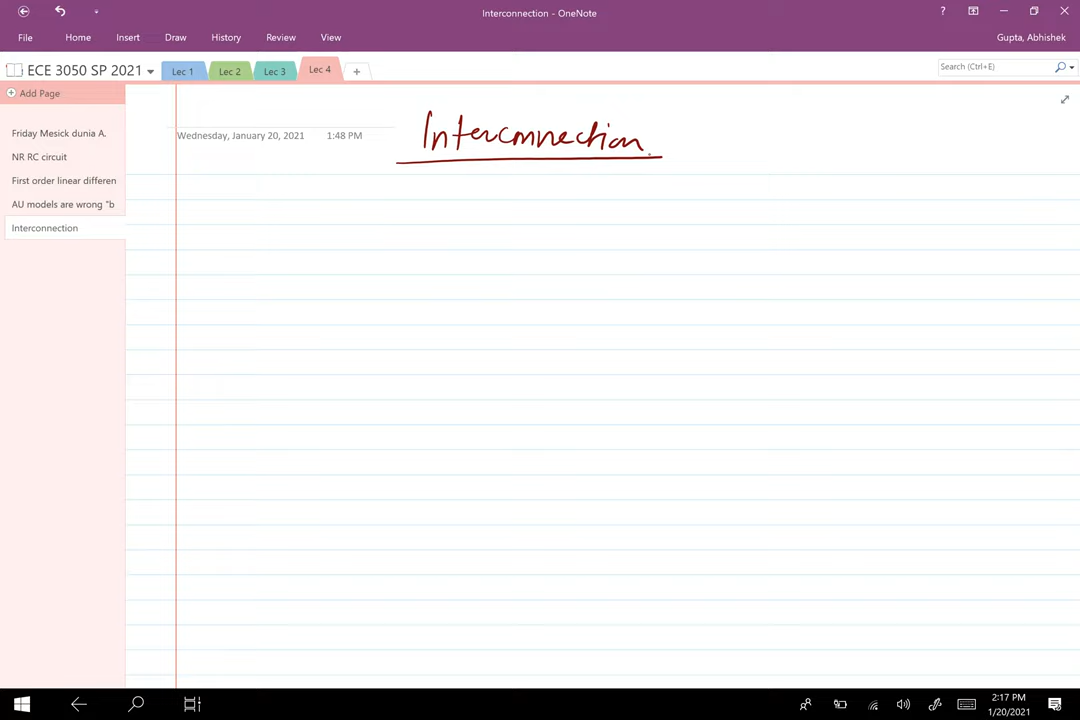 Interconnection - OneNote
?
File
Home
Insert
Draw
History
Review
View
Gupta, Abhishek
ECE 3050 SP 2021
Lec 1
Lec 2
Lec 3
Lec 4
Search (Ctrl+E)
Add Page
Wednesday, January 20, 2021
1:48 PM
Interconnection
Friday Mesick dunia A.
NR RC circuit
First order linear differen
AU models are wrong "b
Interconnection
2:17 PM
1/20/2021